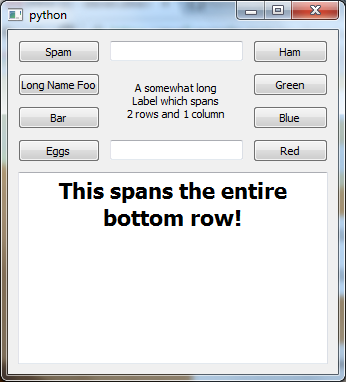 python
Spam
Ham
Long Name Foo
A somewhat long
Label which spans
2 rows and 1 column
Green
Bar
Blue
Eggs
Red
This spans the entire
bottom row!